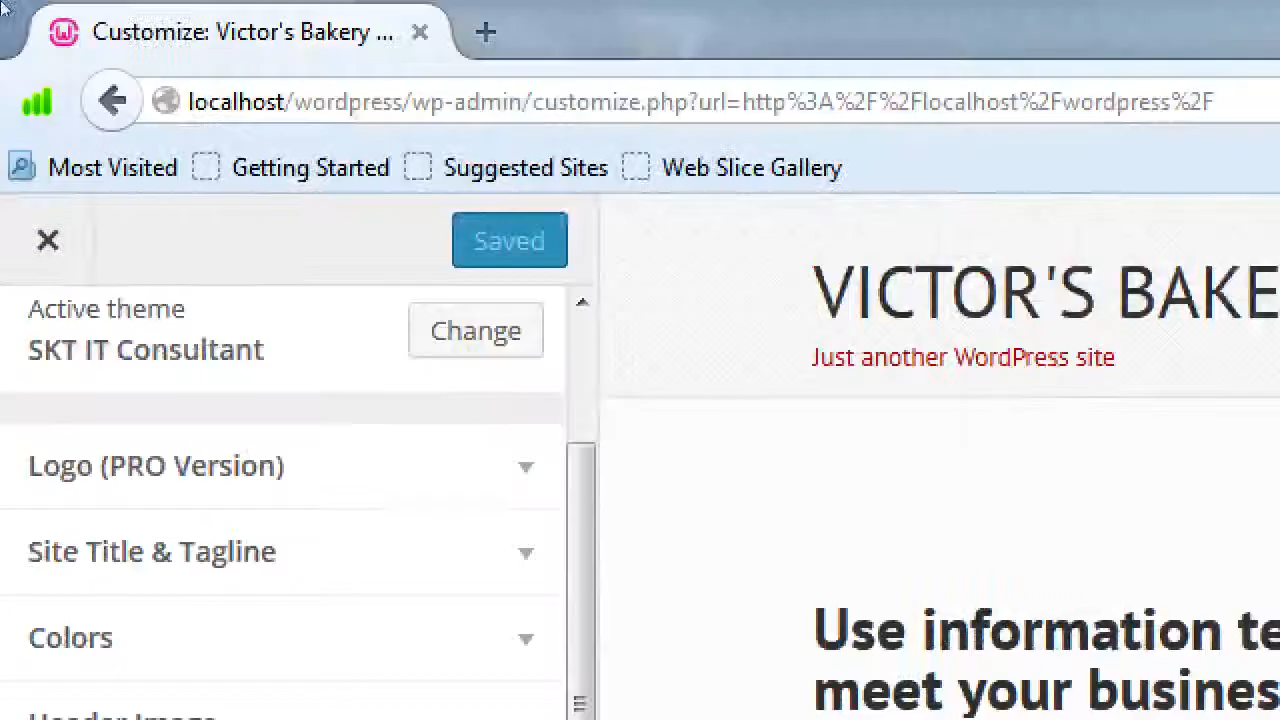 Customize: Victor's Bakery ...
localhost/wordpress/wp-admin/customize.php?url=http%3A%2F%2Flocalhost%2Fwordpress%2F
Most Visited Getting Started Suggested Sites Web Slice Gallery
Saved
Active theme
SKT IT Consultant
Change
Logo (PRO Version)
Site Title & Tagline
Colors
Header Image
VICTOR'S BAKE
Just another WordPress site
Use information te
meet your busines